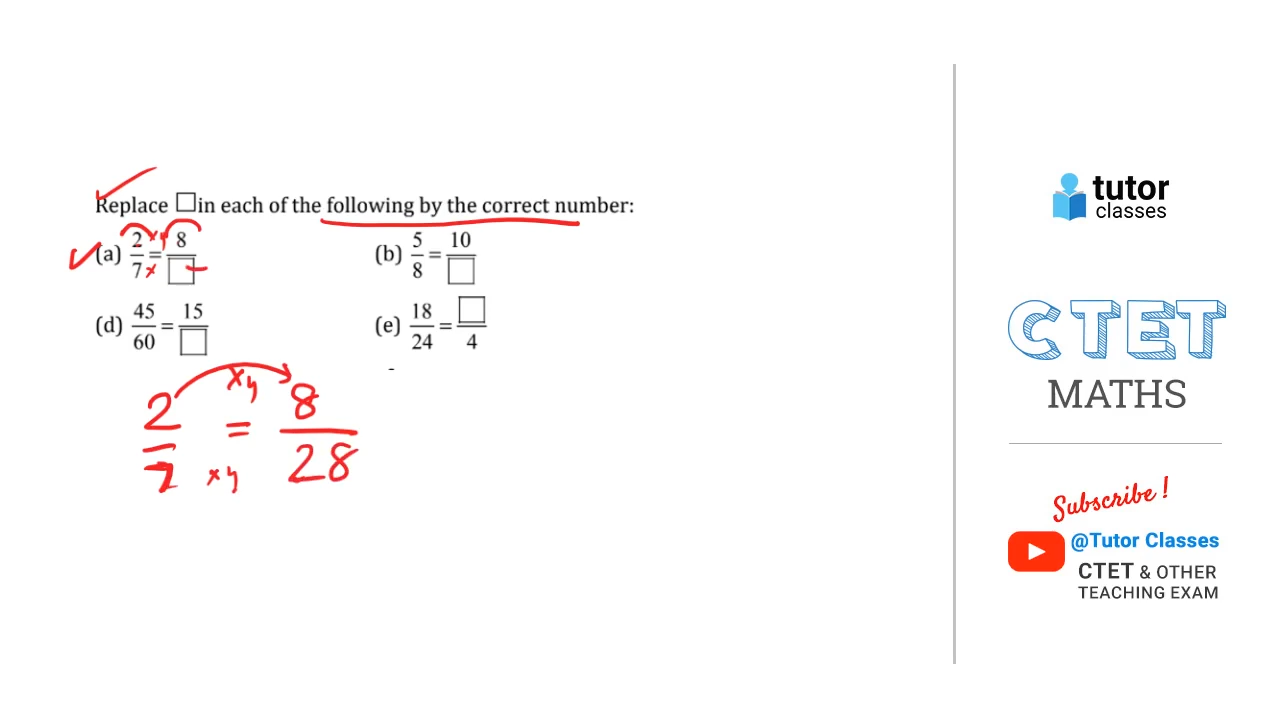 Replace □ in each of the following by the correct number:
(a) 2/7 = 8/□ ×4 ×
(b) 5/8 = 10/□
(d) 45/60 = 15/□
(e) 18/24 = □/4
2/7 = 8/28
×4
×4
tutor
classes
CTET
MATHS
Subscribe !
@Tutor Classes
CTET & OTHER
TEACHING EXAM